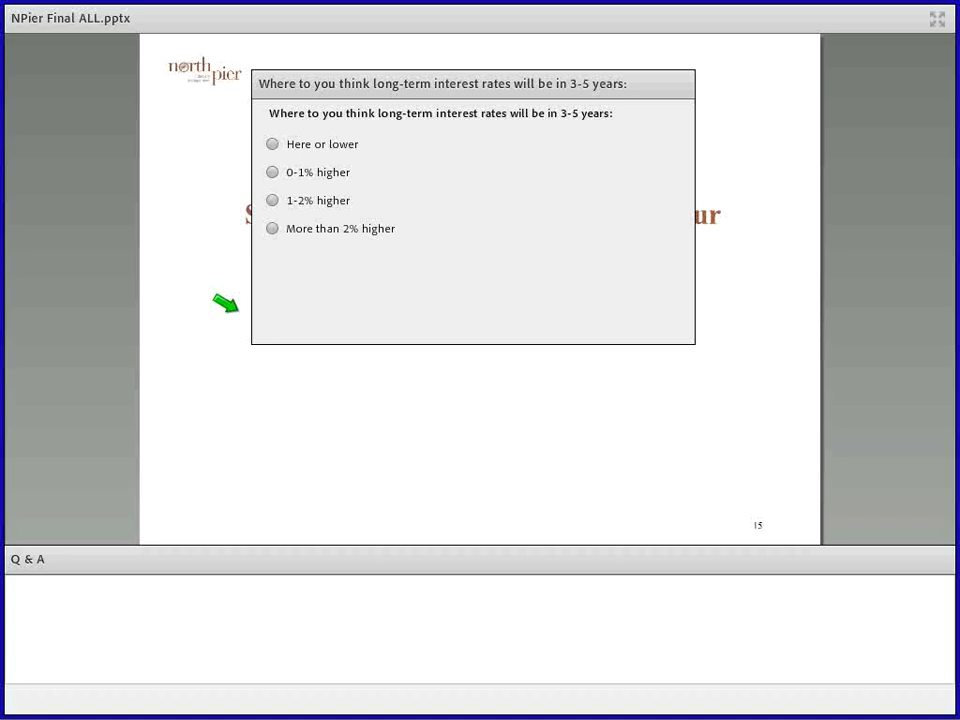 NPier Final ALL.pptx
north
pier
Where to you think long-term interest rates will be in 3-5 years:
Where to you think long-term interest rates will be in 3-5 years:
Here or lower
0-1% higher
1-2% higher
More than 2% higher
ur
15
Q & A